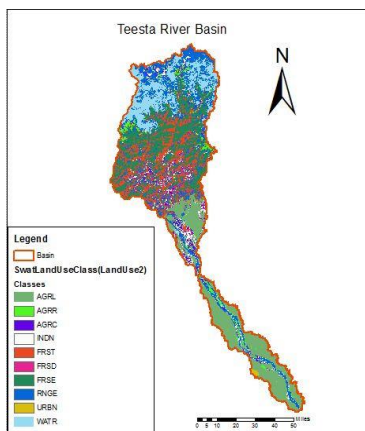 Teesta River Basin
N
Legend
Basin
SwatLandUseClass(LandUse2)
Classes
AGRL
AGRR
AGRC
INDN
FRST
FRSD
FRSE
RNGE
URBN
WATR
0 5 10 20 30 40 50
Miles